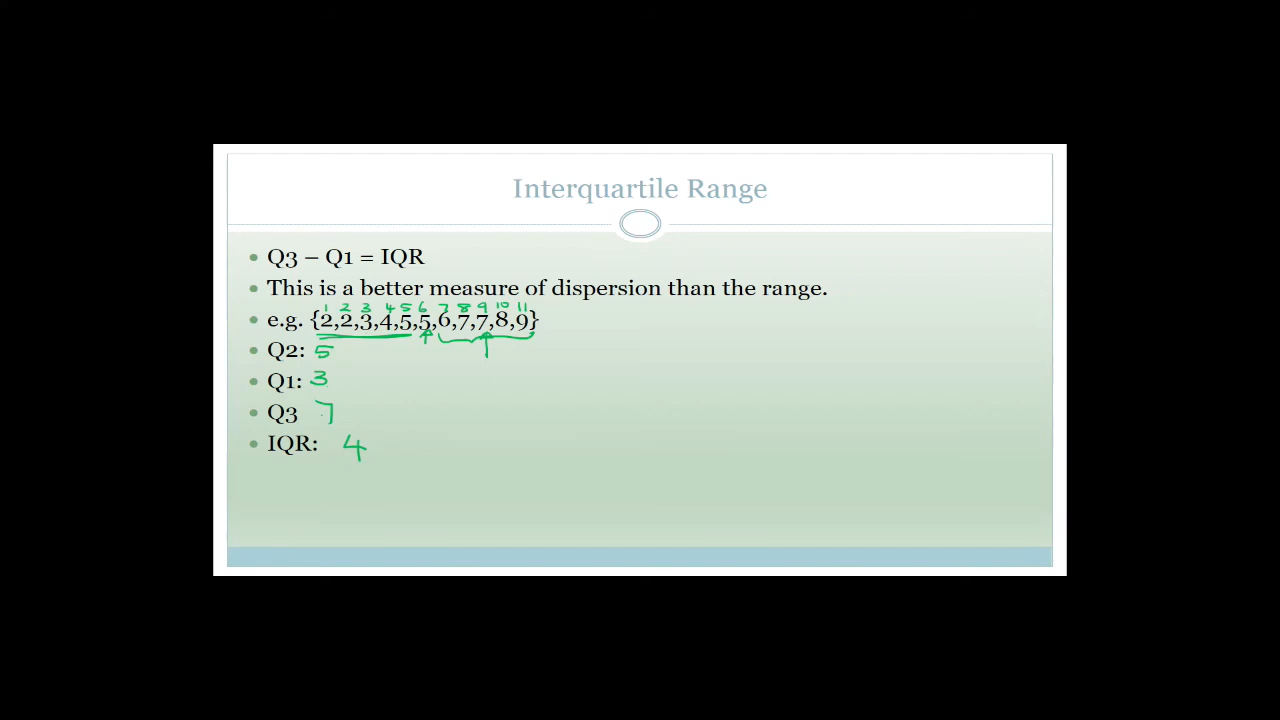 Interquartile Range
• Q3 – Q1 = IQR
• This is a better measure of dispersion than the range.
1 2 3 4 5 6 7 8 9 10 11
• e.g. {2,2,3,4,5,5,6,7,7,8,9}
• Q2: 5
• Q1: 3
• Q3 7
• IQR: 4